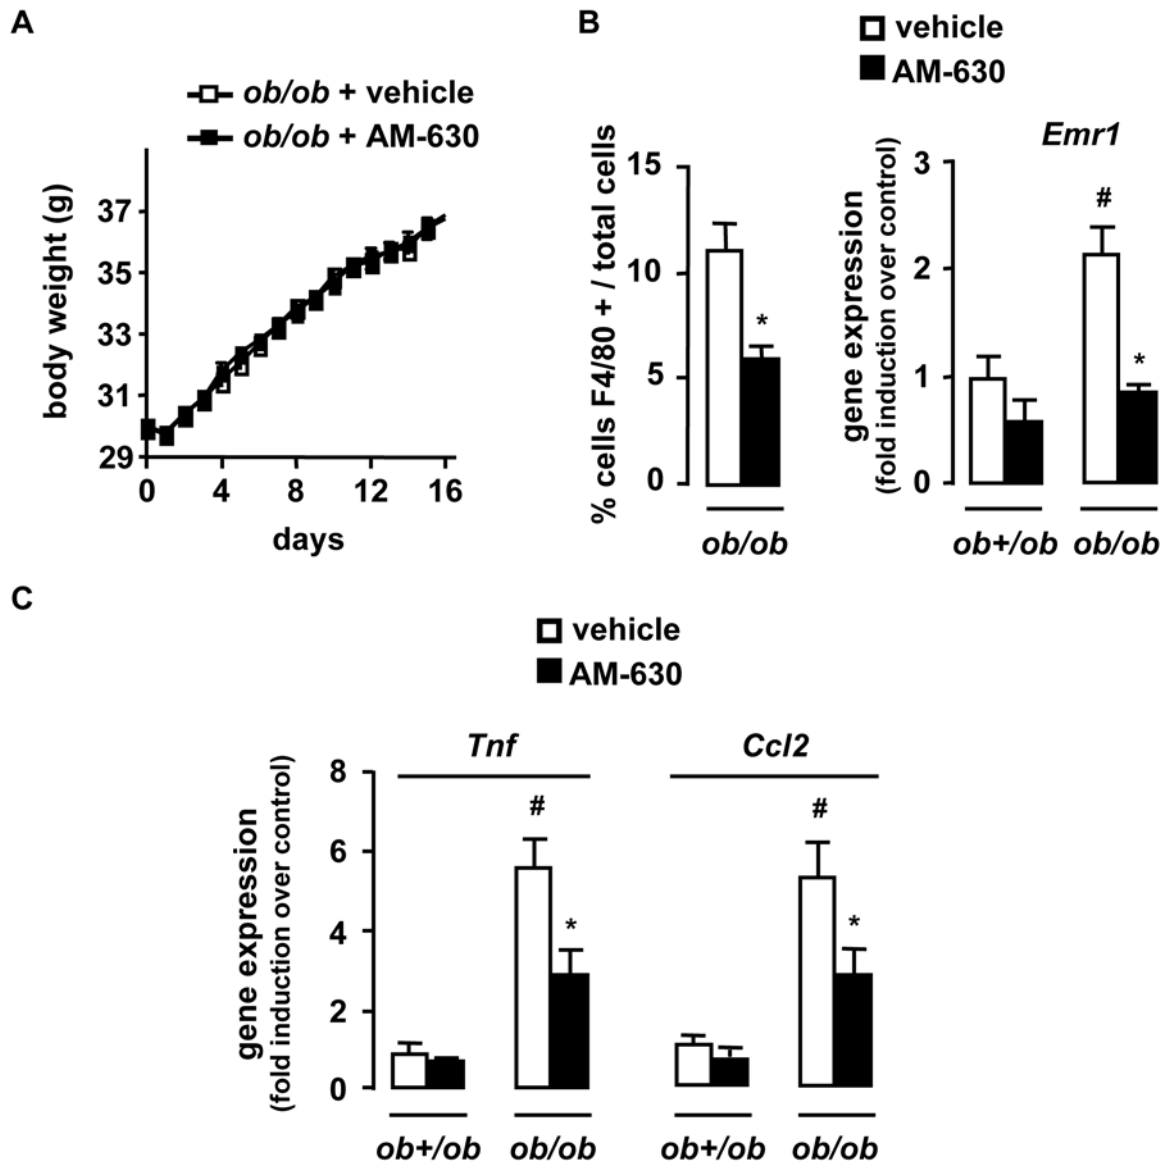 A
ob/ob + vehicle
ob/ob + AM-630
body weight (g)
37
35
33
31
29
0 4 8 12 16
days
B
vehicle
AM-630
% cells F4/80 + / total cells
15
10
5
0
ob/ob
Emr1
gene expression
(fold induction over control)
3
2
1
0
#
*
*
ob+/ob ob/ob
C
vehicle
AM-630
Tnf Ccl2
gene expression
(fold induction over control)
8
6
4
2
0
# #
* *
ob+/ob ob/ob ob+/ob ob/ob